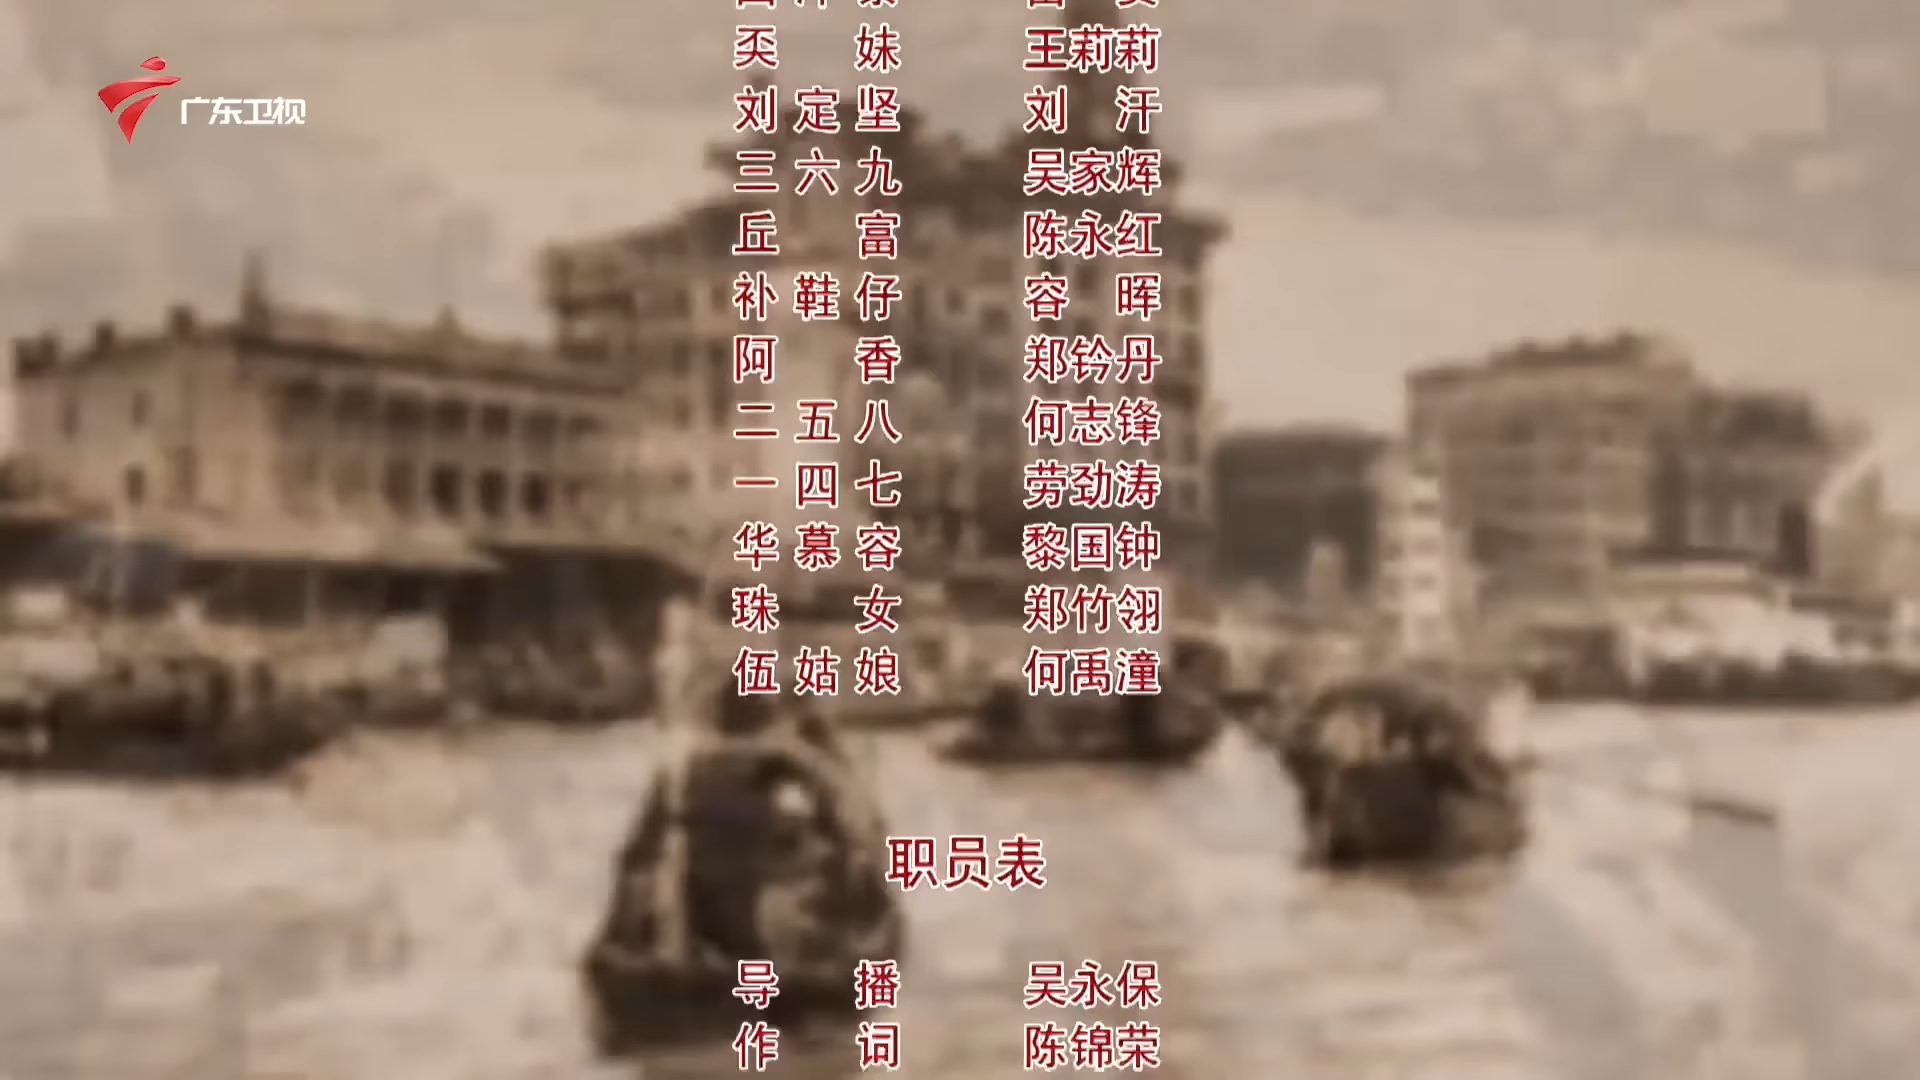 奀妹 王莉莉
广东卫视
刘定坚 刘汗
三六九 吴家辉
丘富 陈永红
补鞋仔 容晖
阿香 郑钤丹
二五八 何志锋
一四七 劳劲涛
华慕容 黎国钟
珠女 郑竹翎
伍姑娘 何禹潼
职员表
导播 吴永保
作词 陈锦荣